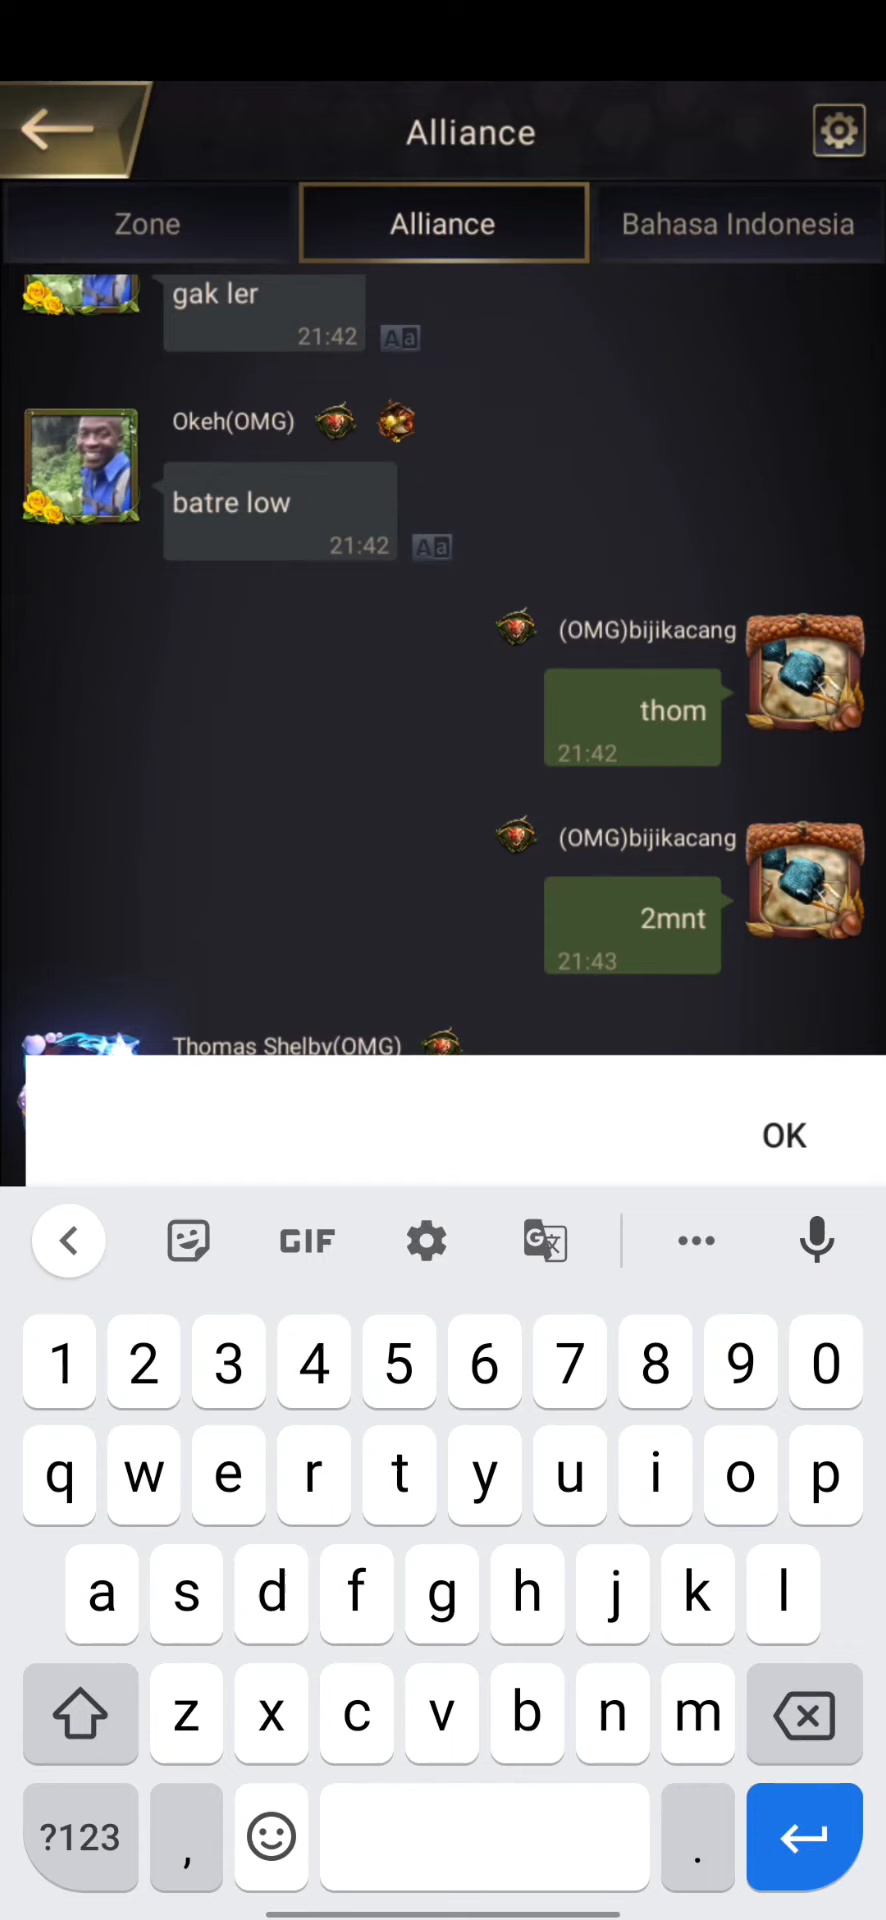 Alliance
Zone
Alliance
Bahasa Indonesia
gak ler
21:42
Aa
Okeh(OMG)
batre low
21:42
Aa
(OMG)bijikacang
thom
21:42
(OMG)bijikacang
2mnt
21:43
Thomas Shelby(OMG)
OK
GIF
G文
1 2 3 4 5 6 7 8 9 0
q w e r t y u i o p
a s d f g h j k l
z x c v b n m
?123 , .